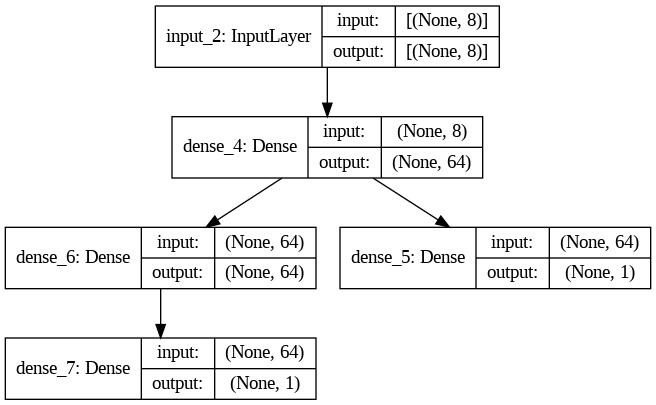 input_2: InputLayer
input:
[(None, 8)]
output:
[(None, 8)]
dense_4: Dense
input:
(None, 8)
output:
(None, 64)
dense_6: Dense
input:
(None, 64)
output:
(None, 64)
dense_5: Dense
input:
(None, 64)
output:
(None, 1)
dense_7: Dense
input:
(None, 64)
output:
(None, 1)